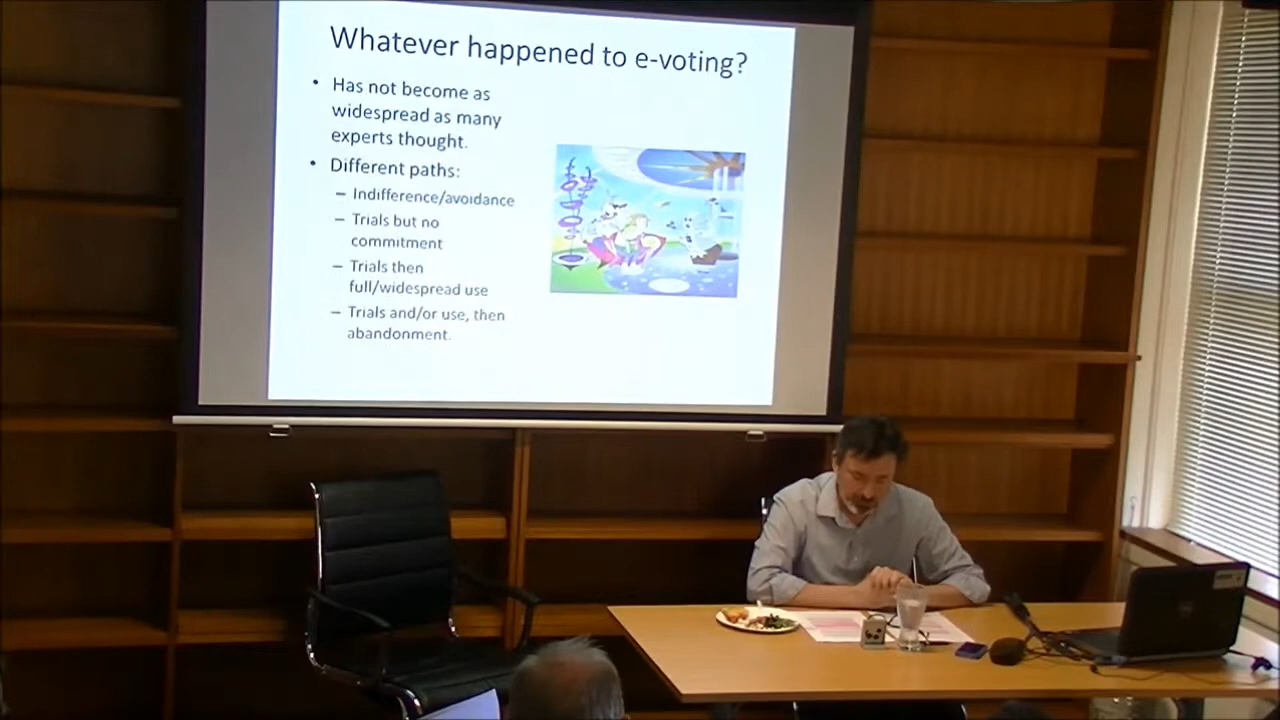 Whatever happened to e-voting?
• Has not become as
widespread as many
experts thought.
• Different paths:
– Indifference/avoidance
– Trials but no
commitment
– Trials then
full/widespread use
– Trials and/or use, then
abandonment.